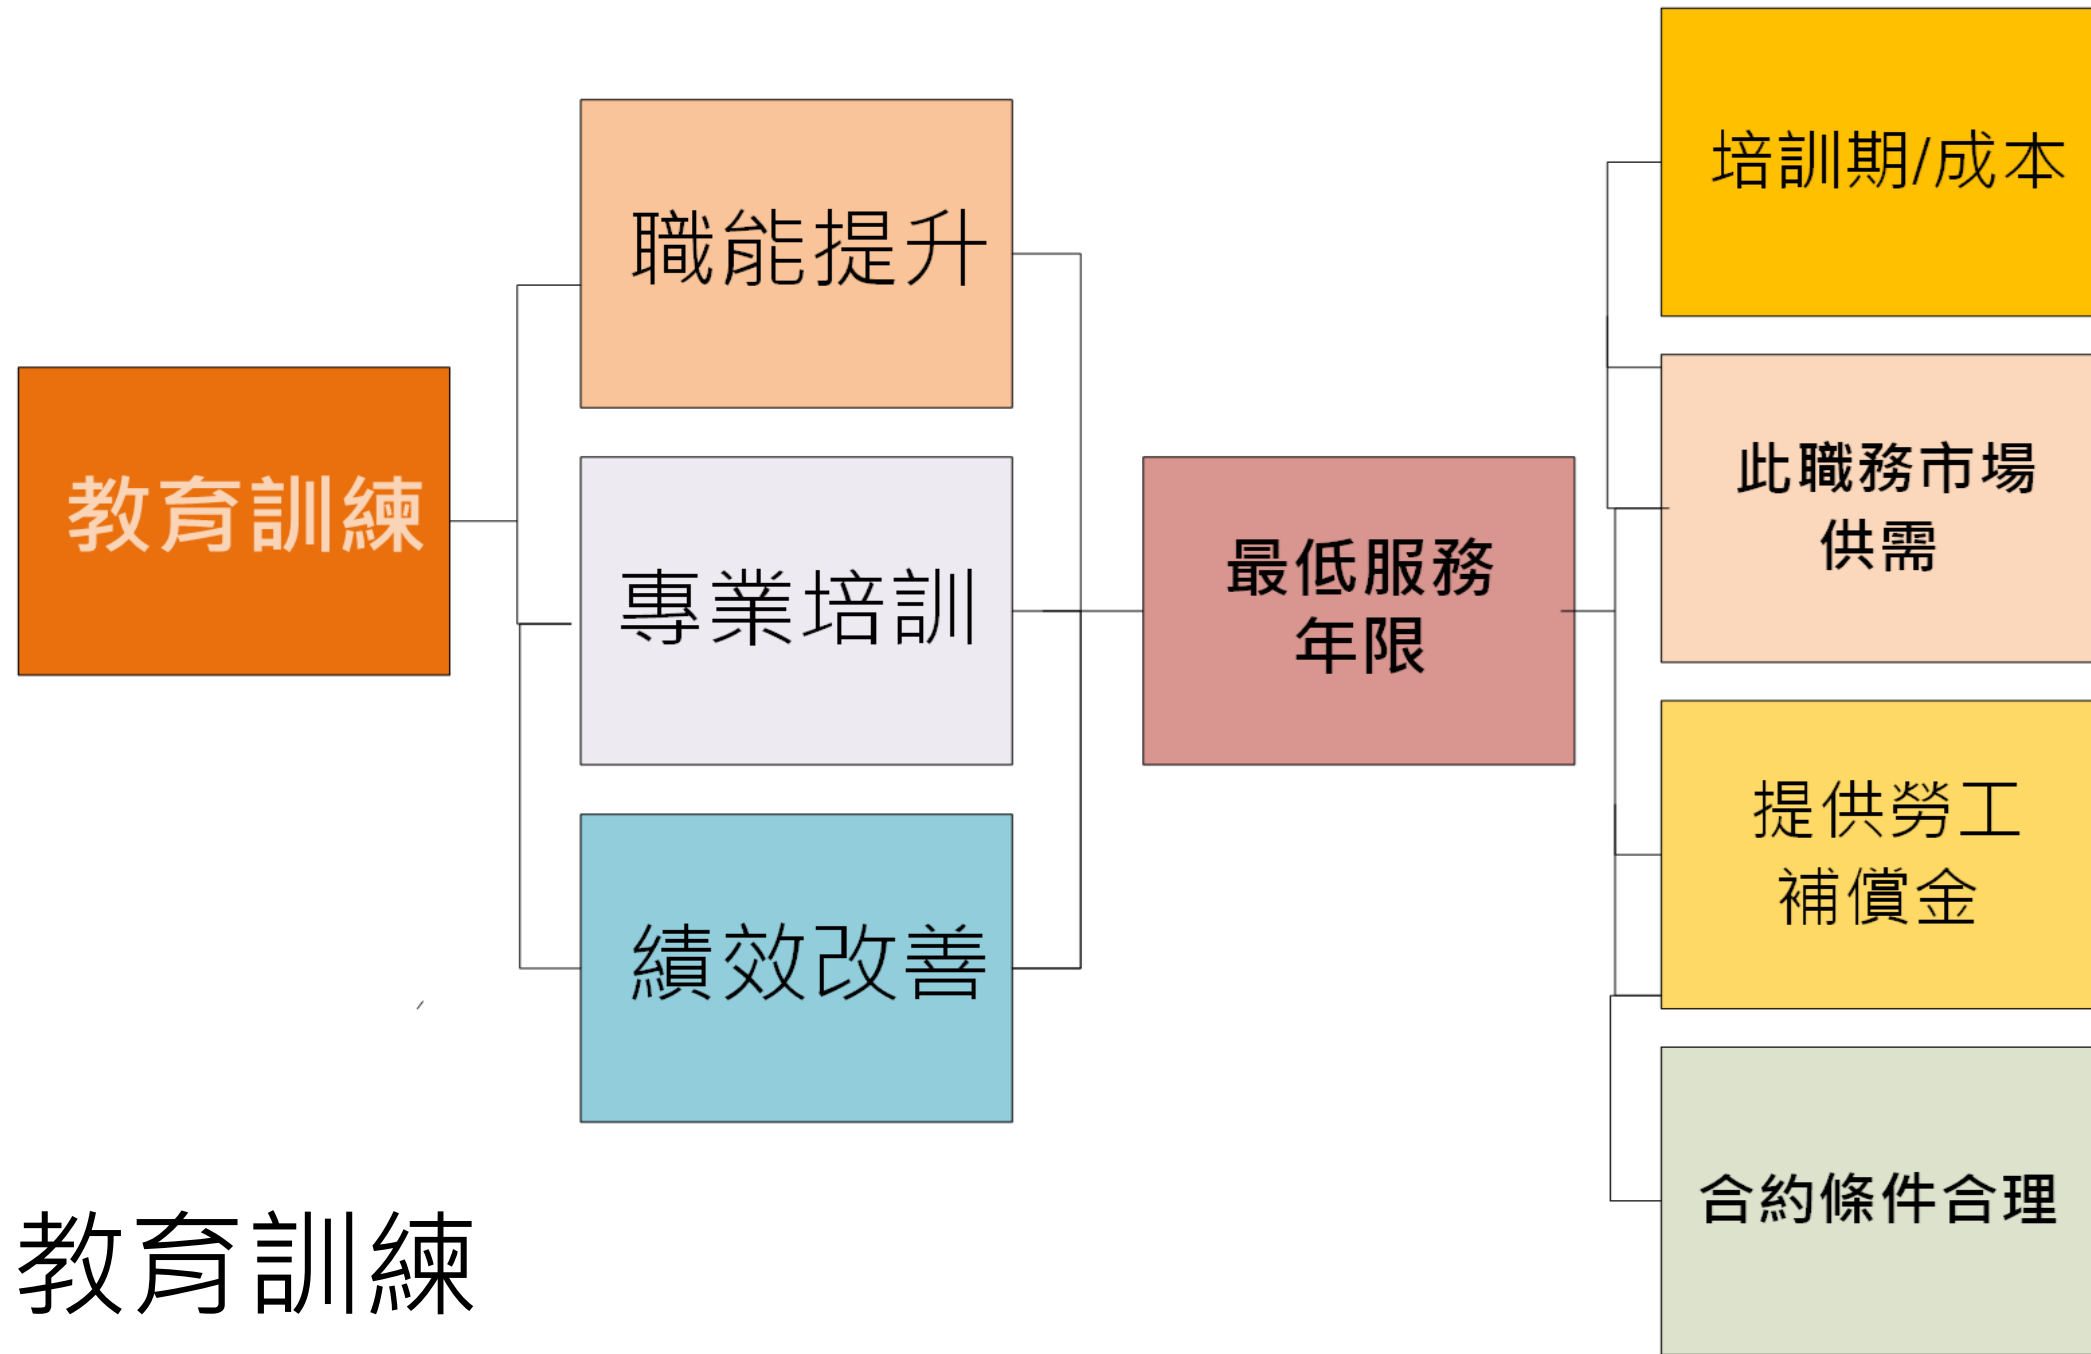 教育訓練
職能提升
專業培訓
績效改善
最低服務
年限
培訓期/成本
此職務市場
供需
提供勞工
補償金
合約條件合理
教育訓練